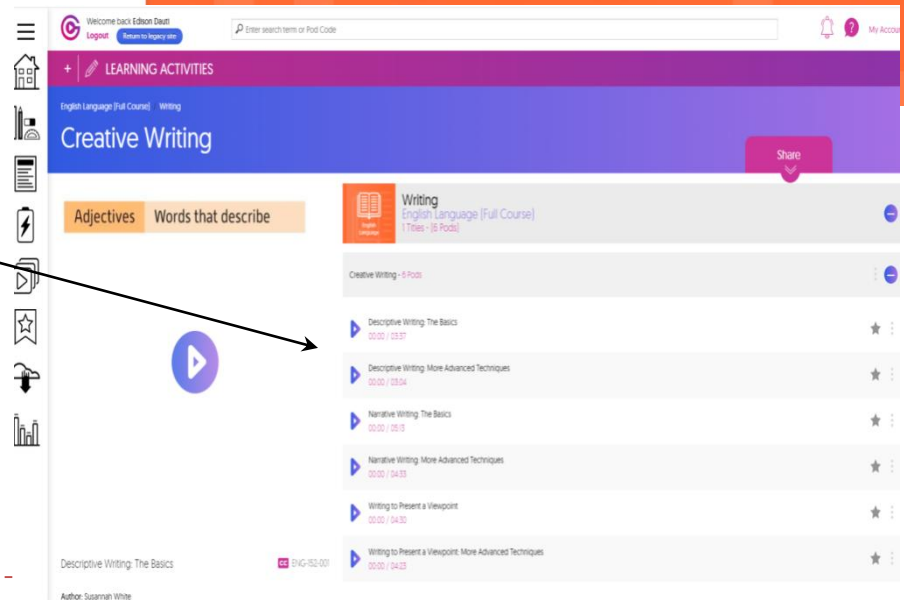 Welcome back Edison Dauti
Logout Return to legacy site
Enter search term or Pod Code
? My Accou
+ LEARNING ACTIVITIES
English Language [Full Course] Writing
Creative Writing
Share
Adjectives Words that describe
English Language
Writing
English Language [Full Course]
1 Titles - [6 Pods]
Creative Writing - 6 Pods
Descriptive Writing: The Basics
00:00 / 03:57
Descriptive Writing: More Advanced Techniques
00:00 / 03:04
Narrative Writing: The Basics
00:00 / 05:13
Narrative Writing: More Advanced Techniques
00:00 / 04:33
Writing to Present a Viewpoint
00:00 / 04:30
Writing to Present a Viewpoint: More Advanced Techniques
00:00 / 04:23
Descriptive Writing: The Basics
CC ENG-152-001
Author: Susannah White